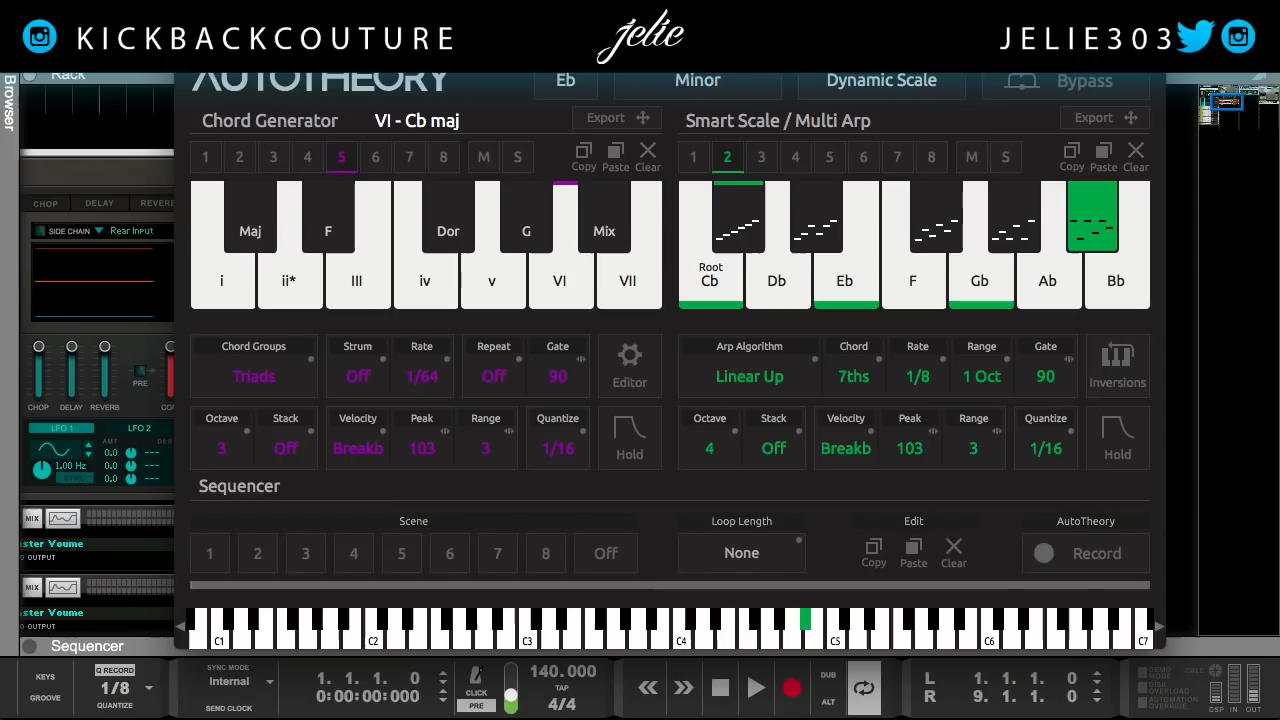 KICKBACKCOUTURE
jelie
JELIE303
Browser
Rack
AUTOTHEORY
Eb
Minor
Dynamic Scale
Bypass
Chord Generator
VI - Cb maj
Export
Smart Scale / Multi Arp
Export
1 2 3 4 5 6 7 8 M S
Copy Paste Clear
1 2 3 4 5 6 7 8 M S
Copy Paste Clear
CHOP DELAY REVERB
SIDE CHAIN Rear Input
Maj F Dor G Mix
i ii* III iv v VI VII
Root
Cb Db Eb F Gb Ab Bb
Chord Groups Strum Rate Repeat Gate
Triads Off 1/64 Off 90
Editor
Arp Algorithm Chord Rate Range Gate
Linear Up 7ths 1/8 1 Oct 90
Inversions
PRE
CHOP DELAY REVERB
Octave Stack Velocity Peak Range Quantize
3 Off Breakb 103 3 1/16
Hold
Octave Stack Velocity Peak Range Quantize
4 Off Breakb 103 3 1/16
Hold
LFO 1 LFO 2
AMT
1.00 Hz
0.0
0.0
0.0
SYNC
Sequencer
Scene
Loop Length
Edit
AutoTheory
1 2 3 4 5 6 7 8 Off
None
Copy Paste Clear
Record
MIX
ster Voume
OUTPUT
MIX
ster Voume
OUTPUT
C1 C2 C3 C4 C5 C6 C7
Sequencer
KEYS
GROOVE
Q RECORD
1/8
QUANTIZE
SYNC MODE
Internal
SEND CLOCK
1. 1. 1. 0
0:00:00:000
CLICK
PRE
140.000
TAP
4/4
DUB
ALT
L 1. 1. 1. 0
R 9. 1. 1. 0
DEMO MODE
DISK OVERLOAD
AUTOMATION OVERRIDE
CALC
DSP IN OUT